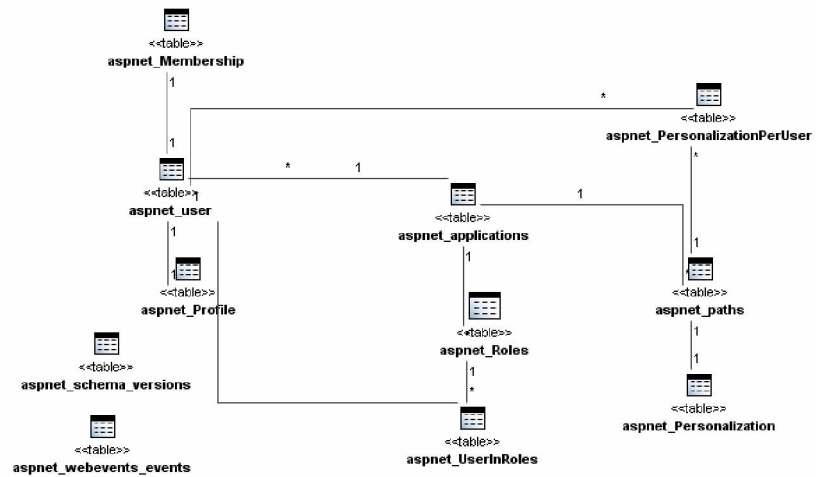 <<table>>
aspnet_Membership
1
*
<<table>>
aspnet_PersonalizationPerUser
1
*
1
*
<<table>>
1
aspnet_user
1
<<table>>
aspnet_applications
1
1
1
1
<<table>>
aspnet_Profile
<<table>>
aspnet_paths
<<table>>
aspnet_Roles
1
1
<<table>>
aspnet_schema_versions
1
*
<<table>>
aspnet_Personalization
<<table>>
aspnet_webevents_events
<<table>>
aspnet_UserInRoles